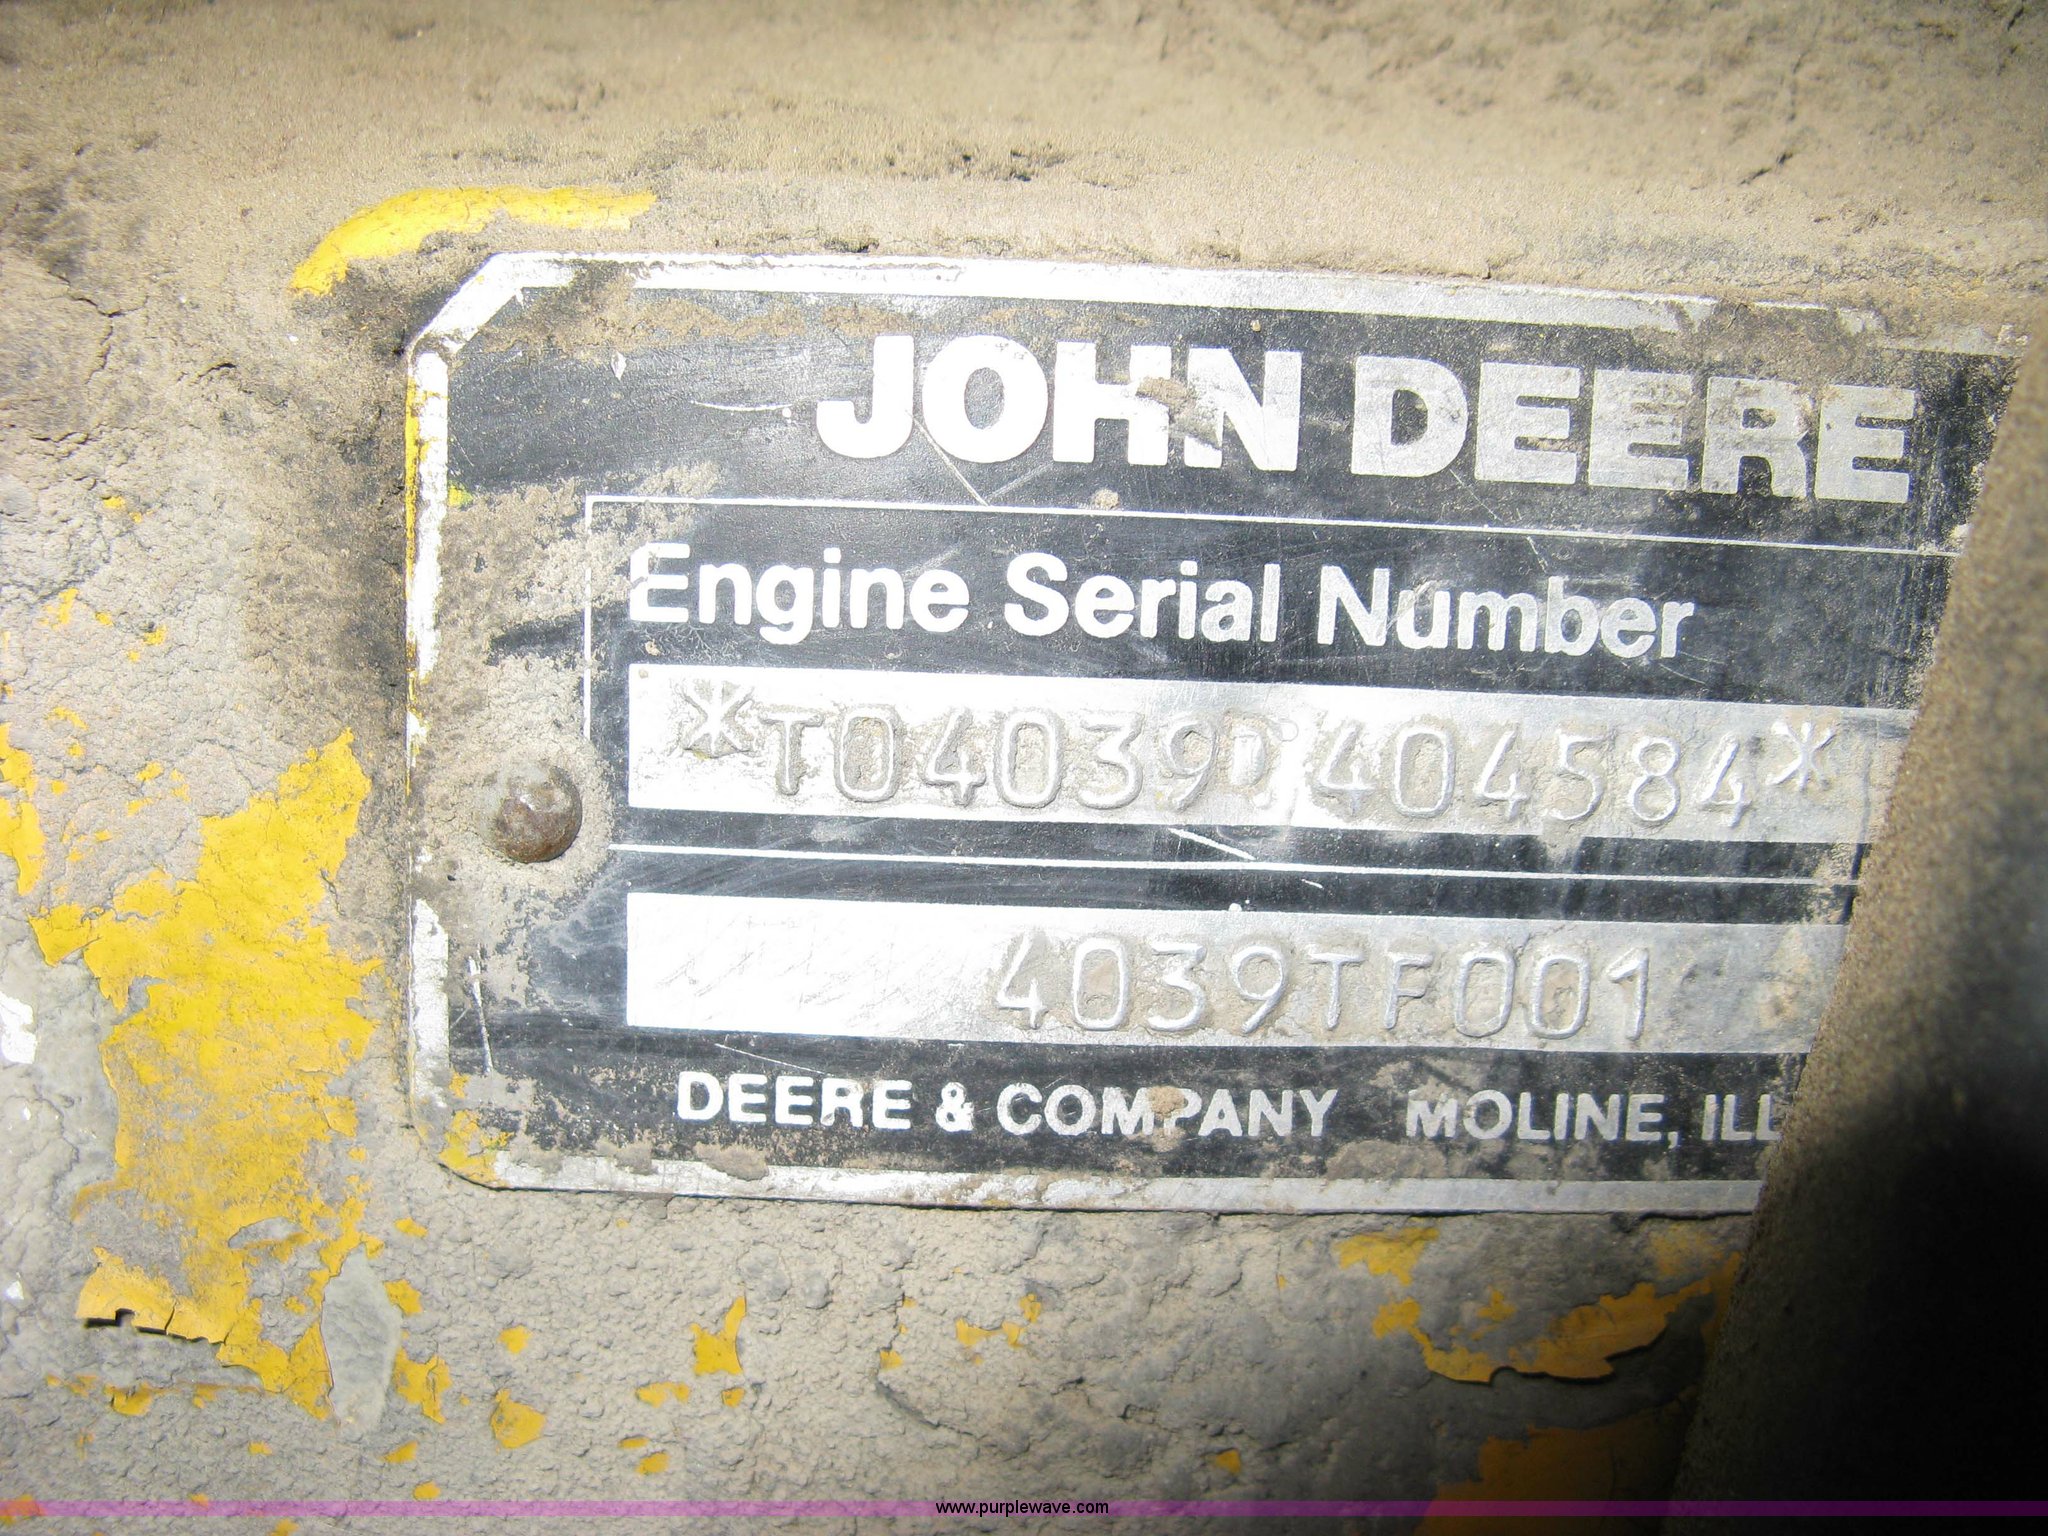 JOHN DEERE
Engine Serial Number
*T04039D404584*
4039TF001
DEERE & COMPANY MOLINE, ILL
www.purplewave.com